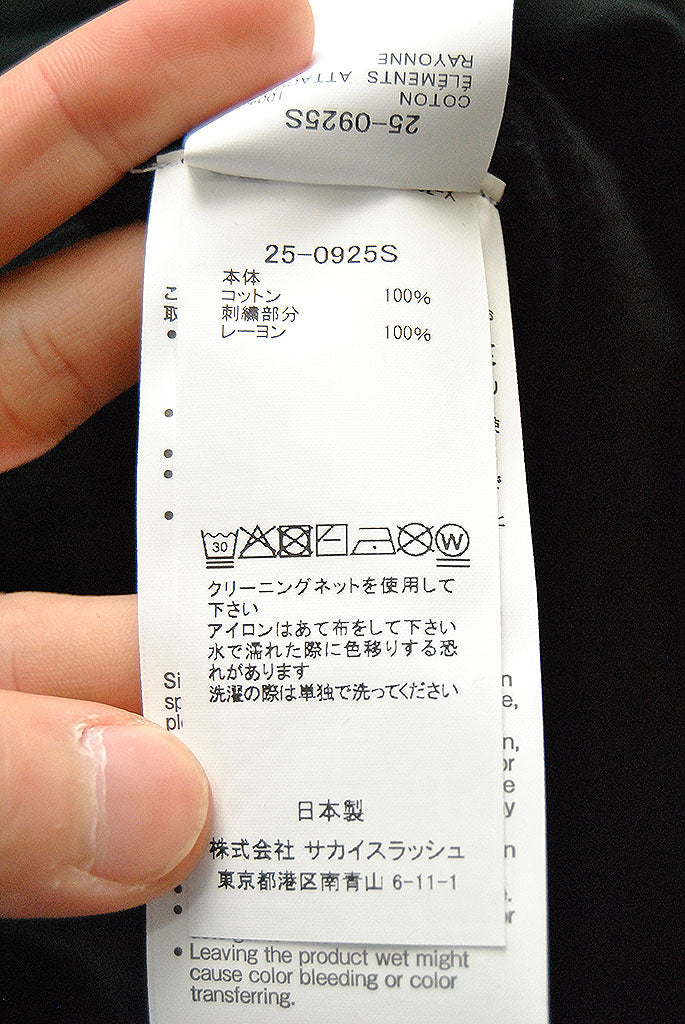 RAYONNE
ÉLÉMENTS
COTON
25-0925S
25-0925S
本体
コットン 100%
刺繍部分
レーヨン 100%
30
W
クリーニングネットを使用して
下さい
アイロンはあて布をして下さい
水で濡れた際に色移りする恐
れがあります
洗濯の際は単独で洗ってください
日本製
株式会社 サカイスラッシュ
東京都港区南青山 6-11-1
• Leaving the product wet might
cause color bleeding or color
transferring.